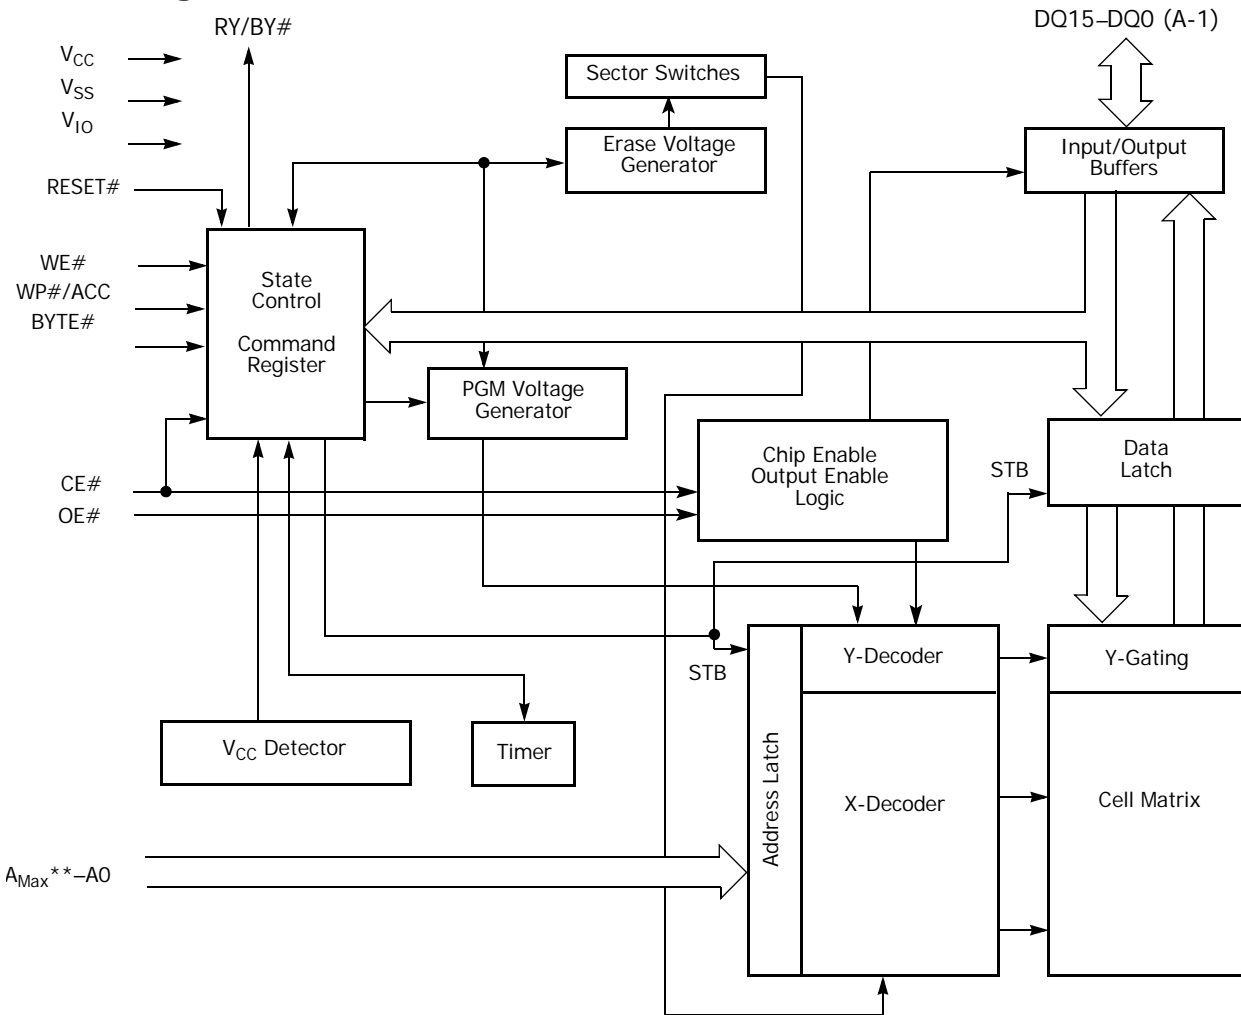 RY/BY#
DQ15–DQ0 (A-1)
VCC
VSS
VIO
RESET#
WE#
WP#/ACC
BYTE#
CE#
OE#
AMax**–A0
Sector Switches
Erase Voltage
Generator
Input/Output
Buffers
State
Control
Command
Register
PGM Voltage
Generator
Chip Enable
Output Enable
Logic
STB
Data
Latch
STB
Y-Decoder
Y-Gating
VCC Detector
Timer
Address Latch
X-Decoder
Cell Matrix